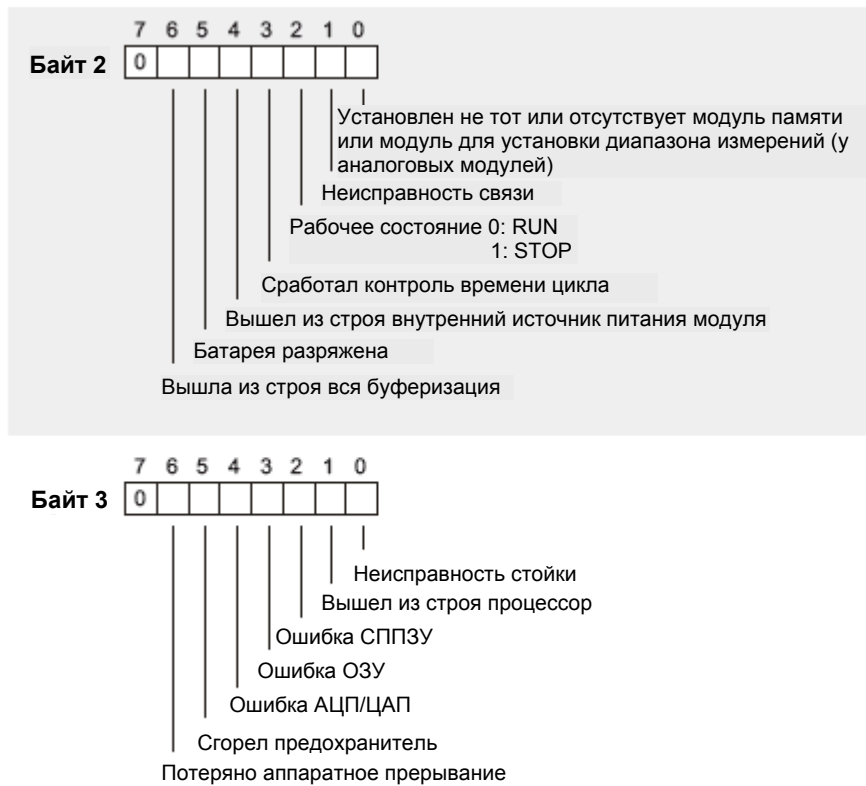 7 6 5 4 3 2 1 0
Байт 2 0
Установлен не тот или отсутствует модуль памяти
или модуль для установки диапазона измерений (у
аналоговых модулей)
Неисправность связи
Рабочее состояние 0: RUN
1: STOP
Сработал контроль времени цикла
Вышел из строя внутренний источник питания модуля
Батарея разряжена
Вышла из строя вся буферизация
7 6 5 4 3 2 1 0
Байт 3 0
Неисправность стойки
Вышел из строя процессор
Ошибка СППЗУ
Ошибка ОЗУ
Ошибка АЦП/ЦАП
Сгорел предохранитель
Потеряно аппаратное прерывание